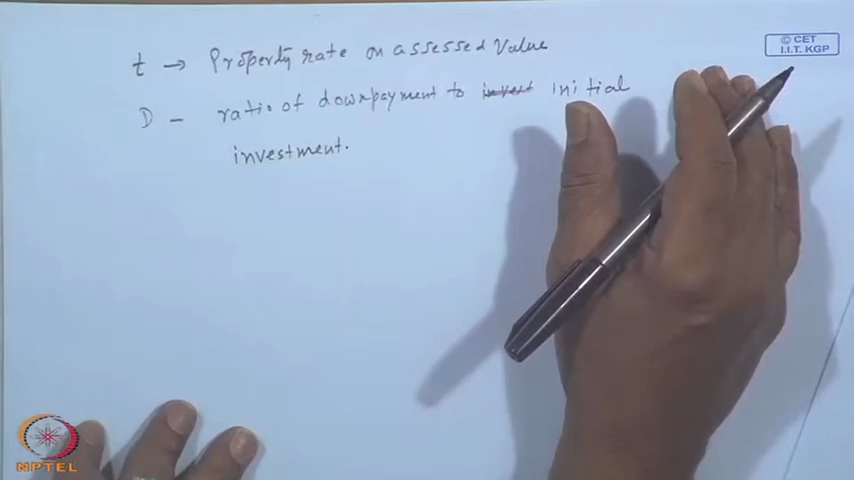 t → Property rate on assessed value
© CET
I.I.T. KGP
D - ratio of downpayment to invest initial
investment.
NPTEL